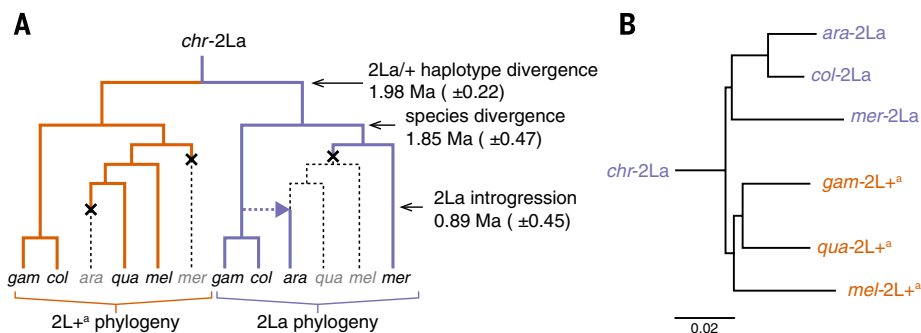 A
chr-2La
2La/+ haplotype divergence
1.98 Ma ( ±0.22)
species divergence
1.85 Ma ( ±0.47)
2La introgression
0.89 Ma ( ±0.45)
gam col ara qua mel mer
gam col ara qua mel mer
2L+ᵃ phylogeny
2La phylogeny
B
ara-2La
col-2La
mer-2La
chr-2La
gam-2L+ᵃ
qua-2L+ᵃ
mel-2L+ᵃ
0.02